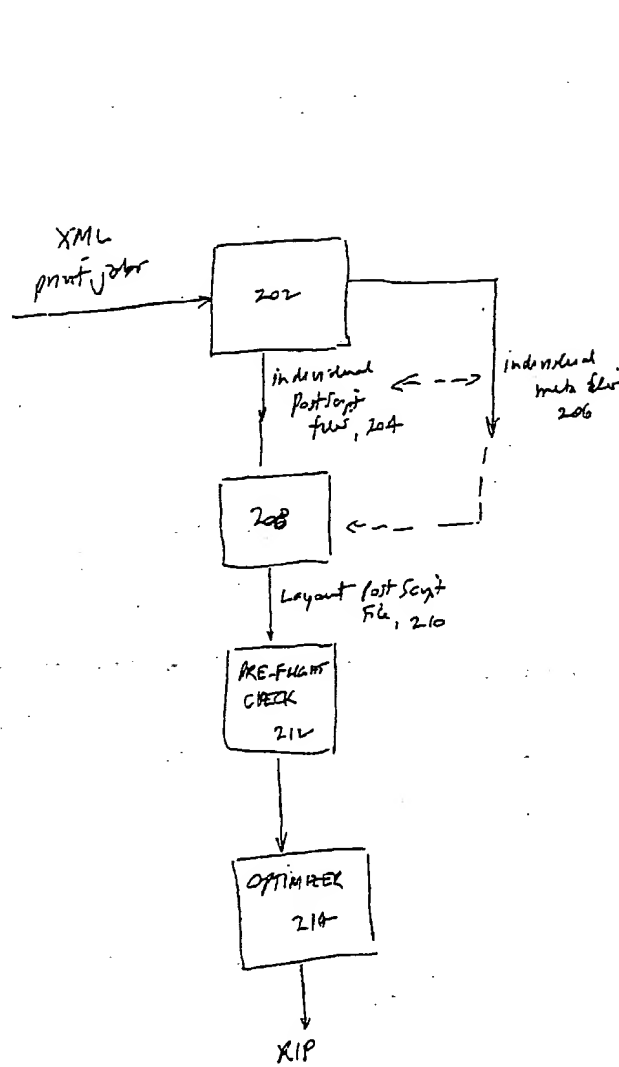 XML
print jobs
202
individual
PostScript
files, 204
individual
meta files
206
208
Layout PostScript
File, 210
PRE-FLIGHT
CHECK
212
OPTIMIZER
214
RIP